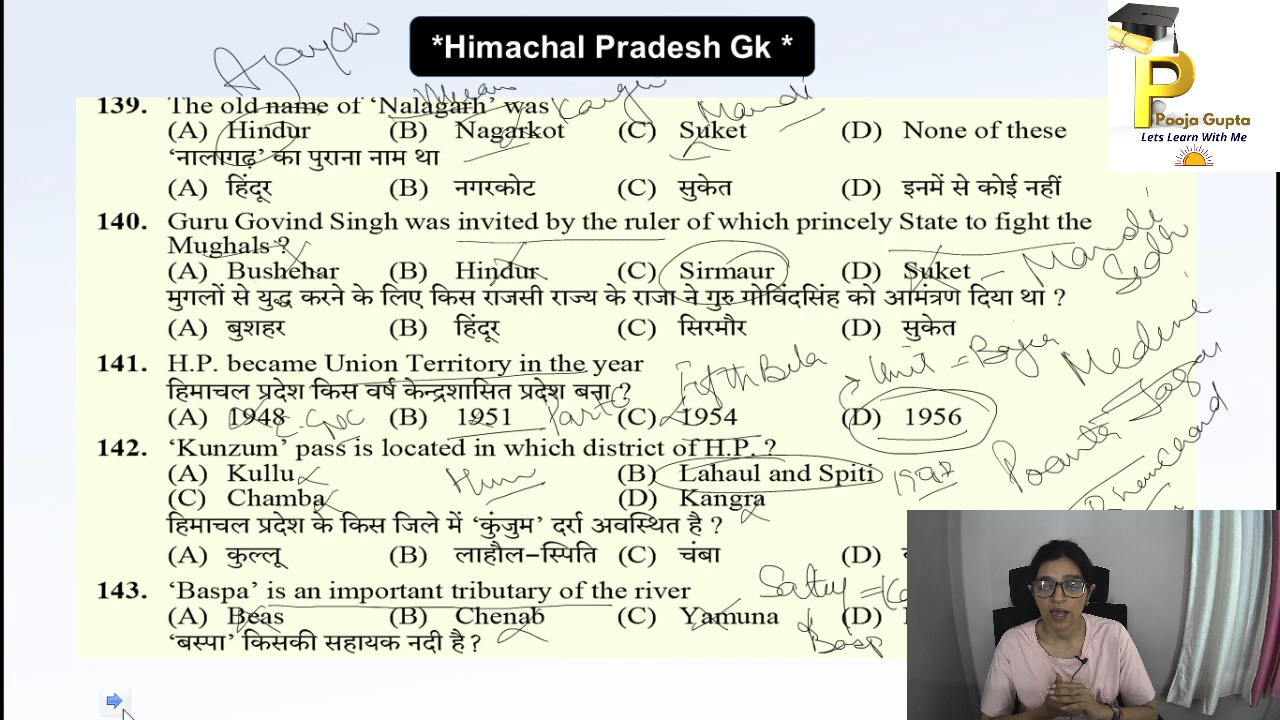 *Himachal Pradesh Gk *
Pooja Gupta
Lets Learn With Me
139. The old name of ‘Nalagarh’ was
(A) Hindur (B) Nagarkot (C) Suket (D) None of these
‘नालागढ़’ का पुराना नाम था
(A) हिंदूर (B) नगरकोट (C) सुकेत (D) इनमें से कोई नहीं
140. Guru Govind Singh was invited by the ruler of which princely State to fight the
Mughals ?
(A) Bushehar (B) Hindur (C) Sirmaur (D) Suket
मुगलों से युद्ध करने के लिए किस राजसी राज्य के राजा ने गुरु गोविंदसिंह को आमंत्रण दिया था ?
(A) बुशहर (B) हिंदूर (C) सिरमौर (D) सुकेत
141. H.P. became Union Territory in the year
हिमाचल प्रदेश किस वर्ष केन्द्रशासित प्रदेश बना ?
(A) 1948 (B) 1951 (C) 1954 (D) 1956
142. ‘Kunzum’ pass is located in which district of H.P. ?
(A) Kullu (B) Lahaul and Spiti
(C) Chamba (D) Kangra
हिमाचल प्रदेश के किस जिले में ‘कुंजुम’ दर्रा अवस्थित है ?
(A) कुल्लू (B) लाहौल–स्पिति (C) चंबा (D)
143. ‘Baspa’ is an important tributary of the river
(A) Beas (B) Chenab (C) Yamuna (D)
‘बस्पा’ किसकी सहायक नदी है ?
Mandi
Mandi